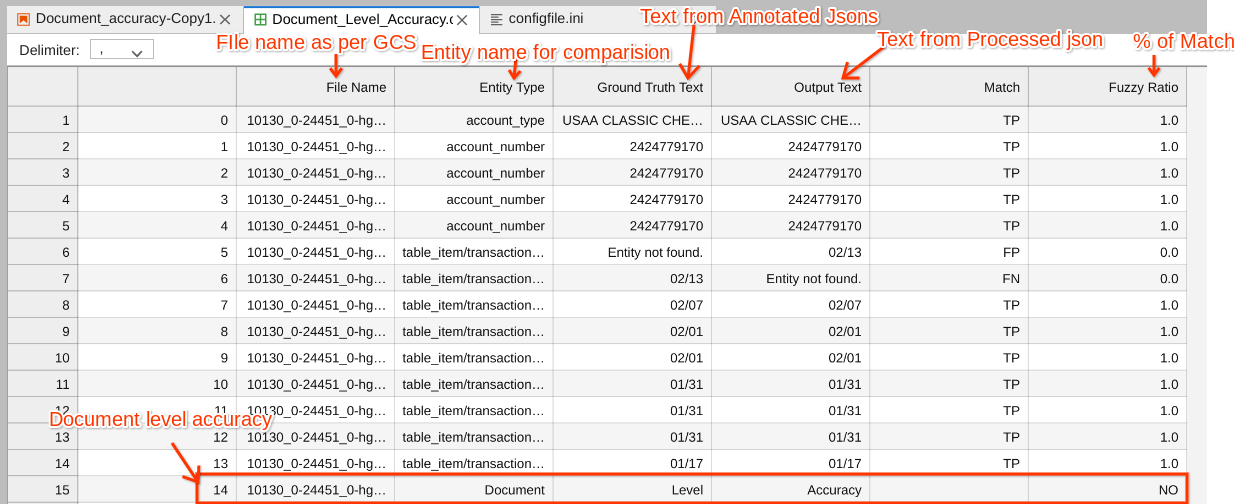 Document_accuracy-Copy1. Document_Level_Accuracy.c configfile.ini Text from Annotated Jsons
Delimiter: , FIle name as per GCS Entity name for comparision Text from Processed json % of Match
File Name Entity Type Ground Truth Text Output Text Match Fuzzy Ratio
1 0 10130_0-24451_0-hg... account_type USAA CLASSIC CHE... USAA CLASSIC CHE... TP 1.0
2 1 10130_0-24451_0-hg... account_number 2424779170 2424779170 TP 1.0
3 2 10130_0-24451_0-hg... account_number 2424779170 2424779170 TP 1.0
4 3 10130_0-24451_0-hg... account_number 2424779170 2424779170 TP 1.0
5 4 10130_0-24451_0-hg... account_number 2424779170 2424779170 TP 1.0
6 5 10130_0-24451_0-hg... table_item/transaction... Entity not found. 02/13 FP 0.0
7 6 10130_0-24451_0-hg... table_item/transaction... 02/13 Entity not found. FN 0.0
8 7 10130_0-24451_0-hg... table_item/transaction... 02/07 02/07 TP 1.0
9 8 10130_0-24451_0-hg... table_item/transaction... 02/01 02/01 TP 1.0
10 9 10130_0-24451_0-hg... table_item/transaction... 02/01 02/01 TP 1.0
11 10 10130_0-24451_0-hg... table_item/transaction... 01/31 01/31 TP 1.0
12 11 10130_0-24451_0-hg... table_item/transaction... 01/31 01/31 TP 1.0
Document level accuracy
13 12 10130_0-24451_0-hg... table_item/transaction... 01/31 01/31 TP 1.0
14 13 10130_0-24451_0-hg... table_item/transaction... 01/17 01/17 TP 1.0
15 14 10130_0-24451_0-hg... Document Level Accuracy NO